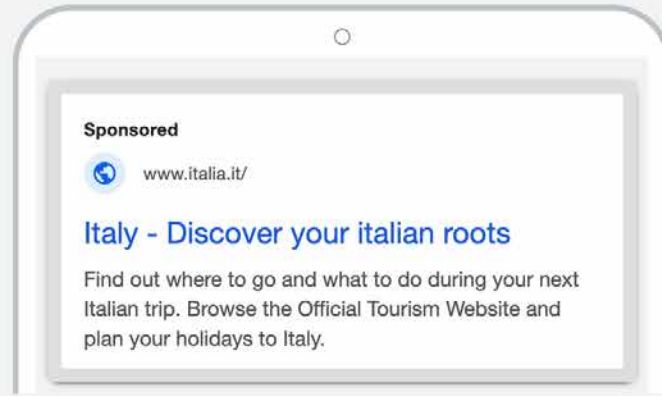 Sponsored
www.italia.it/
Italy - Discover your italian roots
Find out where to go and what to do during your next
Italian trip. Browse the Official Tourism Website and
plan your holidays to Italy.